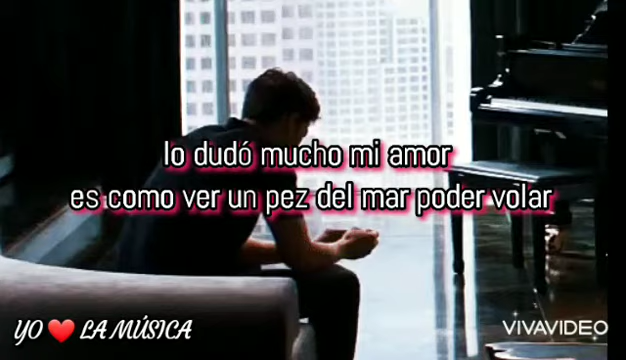 lo dudó mucho mi amor
es como ver un pez del mar poder volar
YO ❤️ LA MÚSICA
VIVAVIDEO